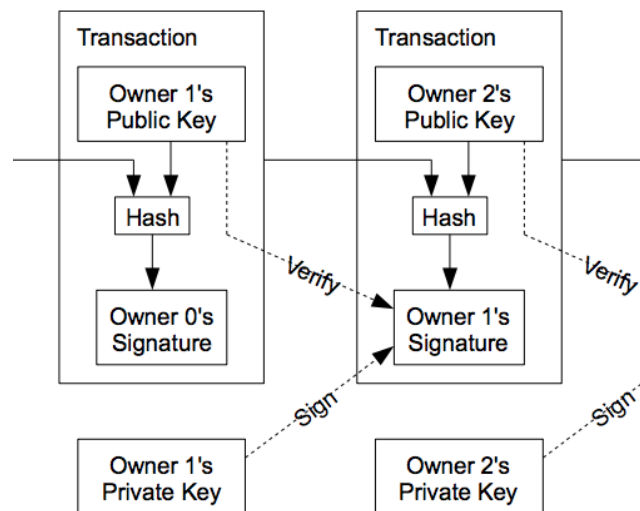 Transaction
Owner 1's
Public Key
Hash
Owner 0's
Signature
Verify
Transaction
Owner 2's
Public Key
Hash
Owner 1's
Signature
Verify
Sign
Sign
Owner 1's
Private Key
Owner 2's
Private Key